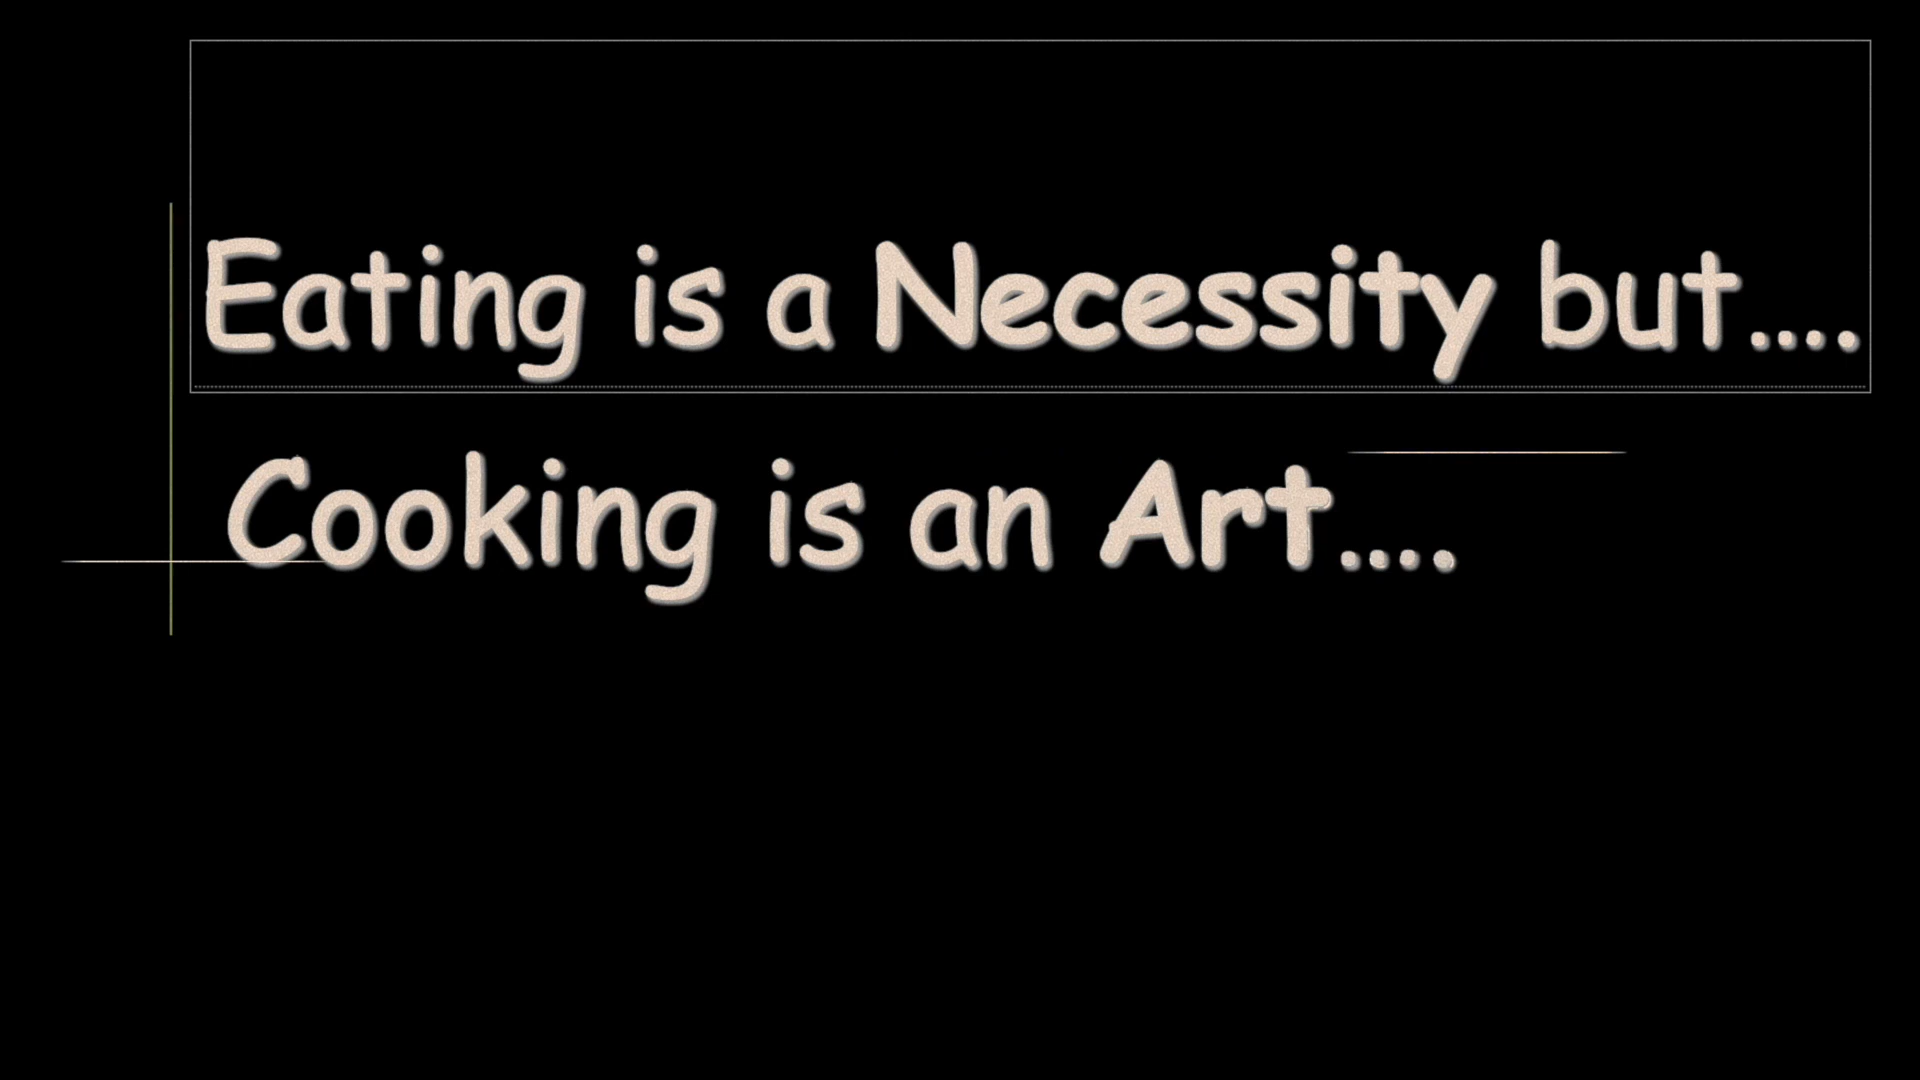 Eating is a Necessity but....
Cooking is an Art....